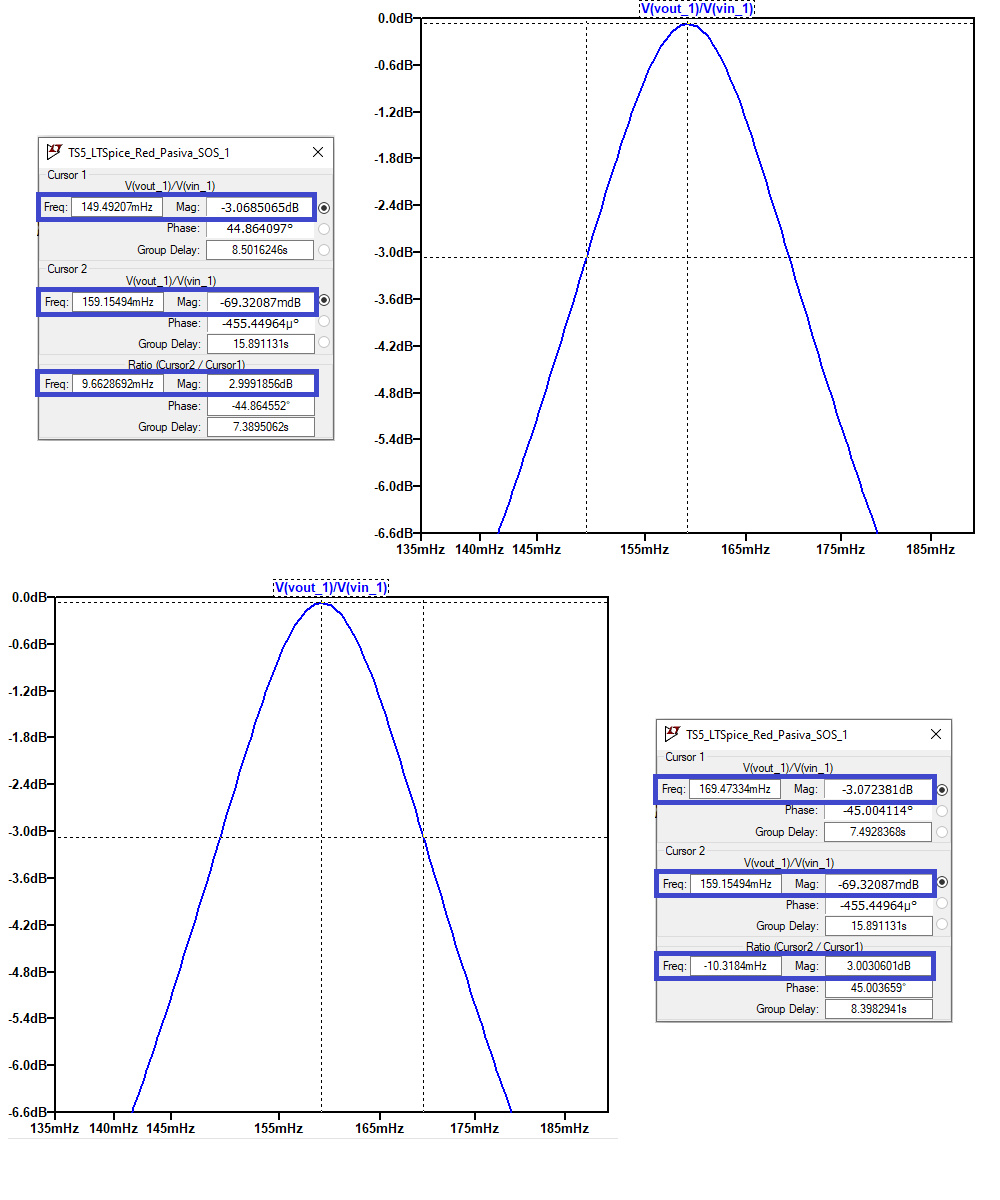 V(vout_1)/V(vin_1)
0.0dB
-0.6dB
-1.2dB
-1.8dB
-2.4dB
-3.0dB
-3.6dB
-4.2dB
-4.8dB
-5.4dB
-6.0dB
-6.6dB
135mHz 140mHz 145mHz 155mHz 165mHz 175mHz 185mHz
TS5_LTSpice_Red_Pasiva_SOS_1
Cursor 1
V(vout_1)/V(vin_1)
Freq: 149.49207mHz Mag: -3.0685065dB
Phase: 44.864097°
Group Delay: 8.5016246s
Cursor 2
V(vout_1)/V(vin_1)
Freq: 159.15494mHz Mag: -69.32087mdB
Phase: -455.44964µ°
Group Delay: 15.891131s
Ratio (Cursor2 / Cursor1)
Freq: 9.6628692mHz Mag: 2.9991856dB
Phase: -44.864552°
Group Delay: 7.3895062s
V(vout_1)/V(vin_1)
0.0dB
-0.6dB
-1.2dB
-1.8dB
-2.4dB
-3.0dB
-3.6dB
-4.2dB
-4.8dB
-5.4dB
-6.0dB
-6.6dB
135mHz 140mHz 145mHz 155mHz 165mHz 175mHz 185mHz
TS5_LTSpice_Red_Pasiva_SOS_1
Cursor 1
V(vout_1)/V(vin_1)
Freq: 169.47334mHz Mag: -3.072381dB
Phase: -45.004114°
Group Delay: 7.4928368s
Cursor 2
V(vout_1)/V(vin_1)
Freq: 159.15494mHz Mag: -69.32087mdB
Phase: -455.44964µ°
Group Delay: 15.891131s
Ratio (Cursor2 / Cursor1)
Freq: -10.3184mHz Mag: 3.0030601dB
Phase: 45.003659°
Group Delay: 8.3982941s